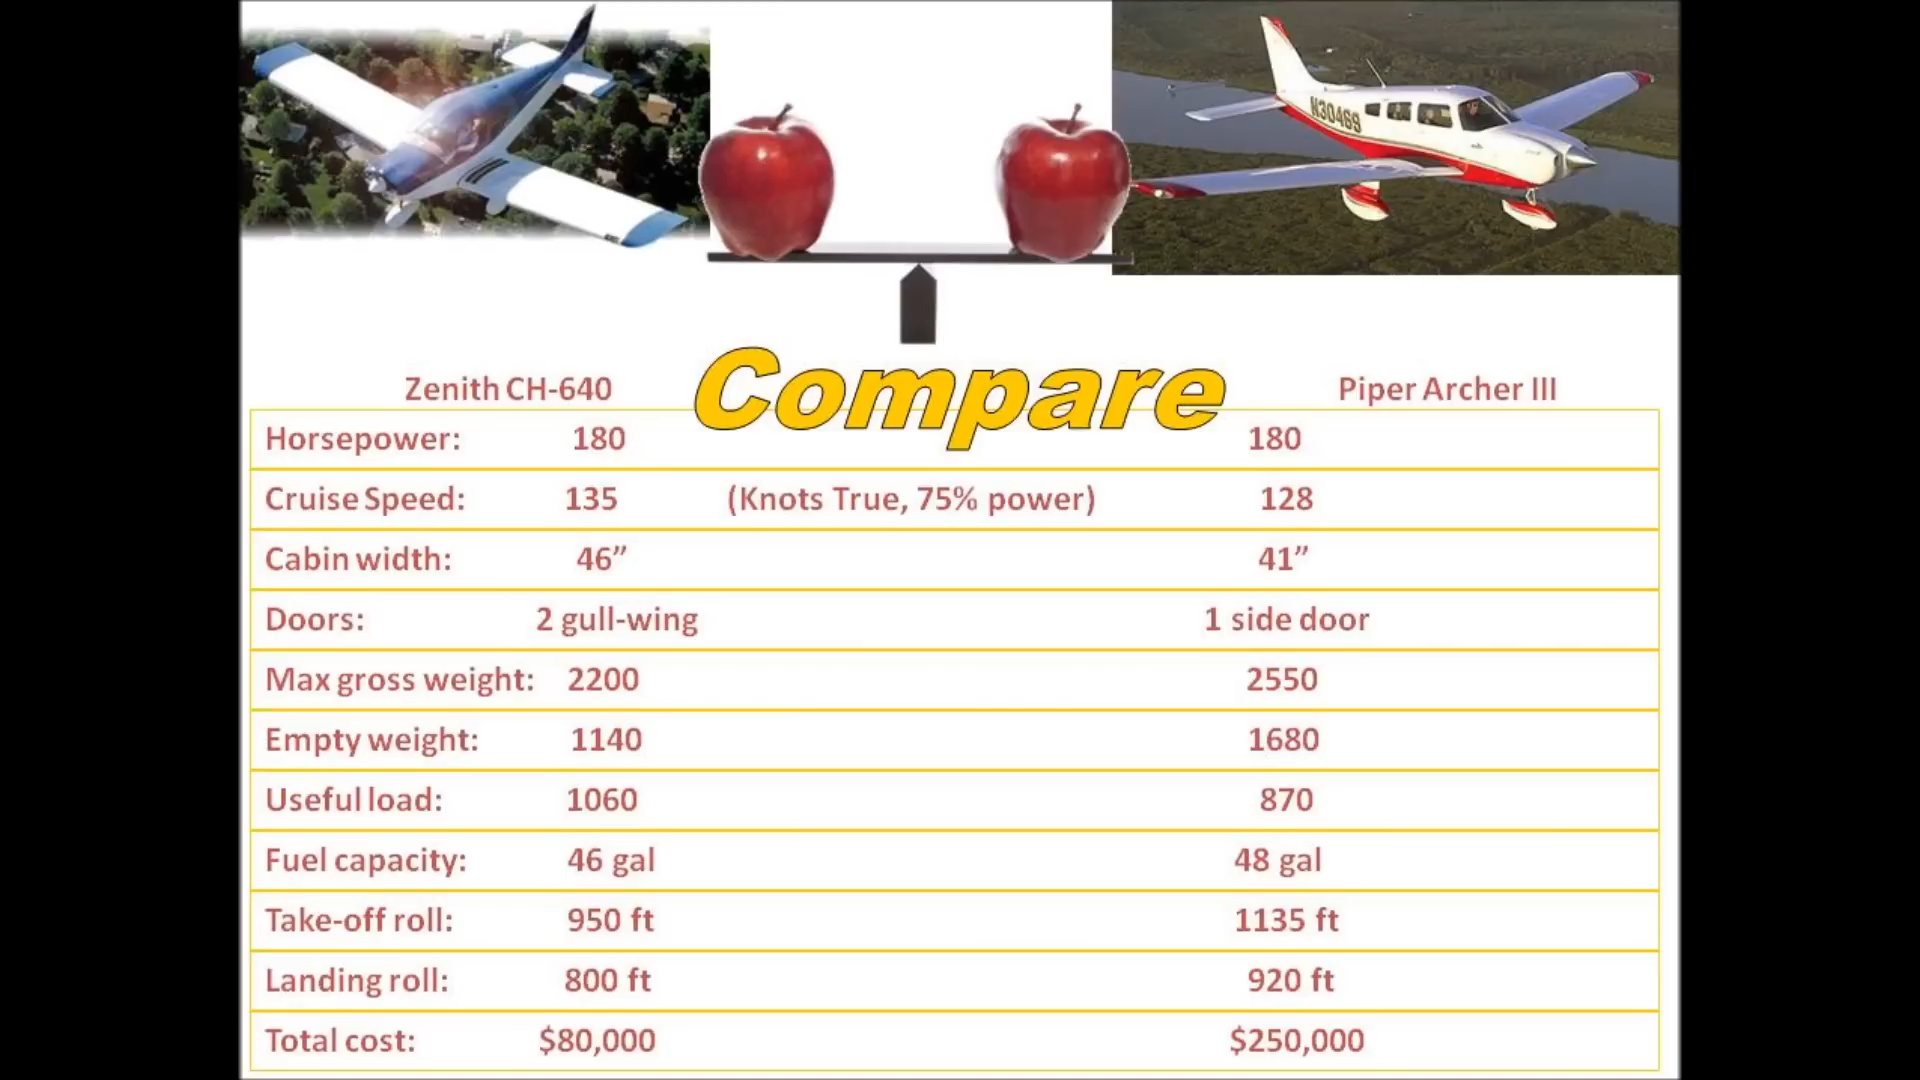 N3046S
Compare
Zenith CH-640 Piper Archer III
Horsepower: 180 180
Cruise Speed: 135 (Knots True, 75% power) 128
Cabin width: 46” 41”
Doors: 2 gull-wing 1 side door
Max gross weight: 2200 2550
Empty weight: 1140 1680
Useful load: 1060 870
Fuel capacity: 46 gal 48 gal
Take-off roll: 950 ft 1135 ft
Landing roll: 800 ft 920 ft
Total cost: $80,000 $250,000